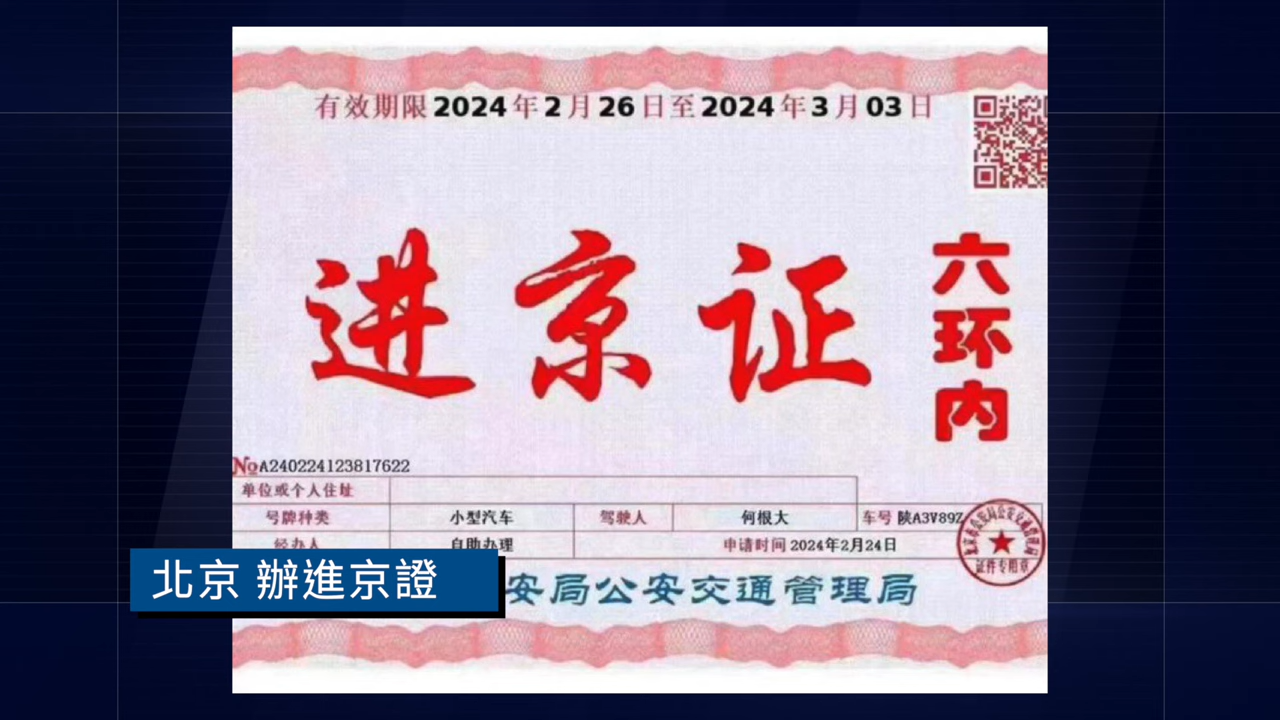 有效期限2024年2月26日至2024年3月03日
进京证
六环内
NoA240224123817622
单位或个人住址
号牌种类 小型汽车 驾驶人 何根大 车号 陕A3V89Z
经办人 自助办理 申请时间 2024年2月24日
安局公安交通管理局
证件专用章
北京 辦進京證